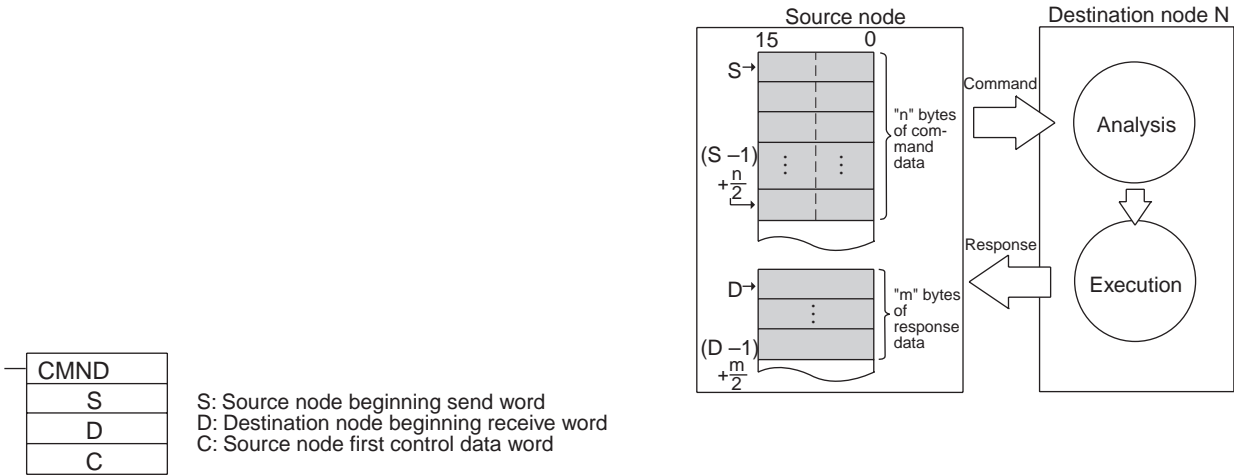 Source node
Destination node N
15 0
S
Command
"n" bytes
of com-
mand
data
Analysis
(S –1)
+n/2
Response
D
"m" bytes
of
response
data
Execution
(D –1)
+m/2
CMND
S
D
C
S: Source node beginning send word
D: Destination node beginning receive word
C: Source node first control data word